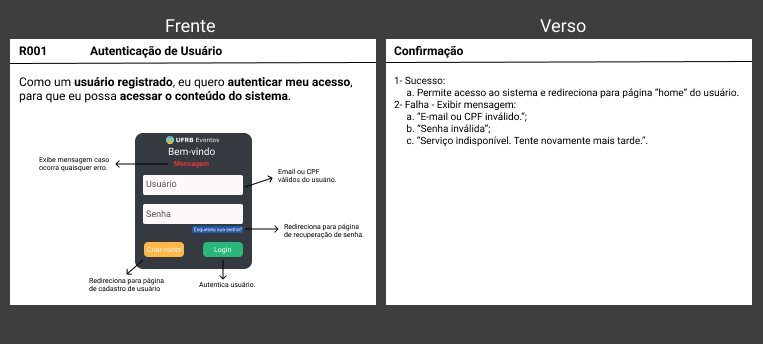 Frente
R001 Autenticação de Usuário
Como um usuário registrado, eu quero autenticar meu acesso,
para que eu possa acessar o conteúdo do sistema.
UFRB Eventos
Bem-vindo
Mensagem
Exibe mensagem caso
ocorra quaisquer erro.
Usuário
Email ou CPF
válidos do usuário.
Senha
Esqueceu sua senha?
Redireciona para página
de recuperação de senha.
Criar conta
Login
Redireciona para página
de cadastro de usuário
Autentica usuário.
Verso
Confirmação
1- Sucesso:
a. Permite acesso ao sistema e redireciona para página “home” do usuário.
2- Falha - Exibir mensagem:
a. “E-mail ou CPF inválido.”;
b. “Senha inválida”;
c. “Serviço indisponível. Tente novamente mais tarde.”.